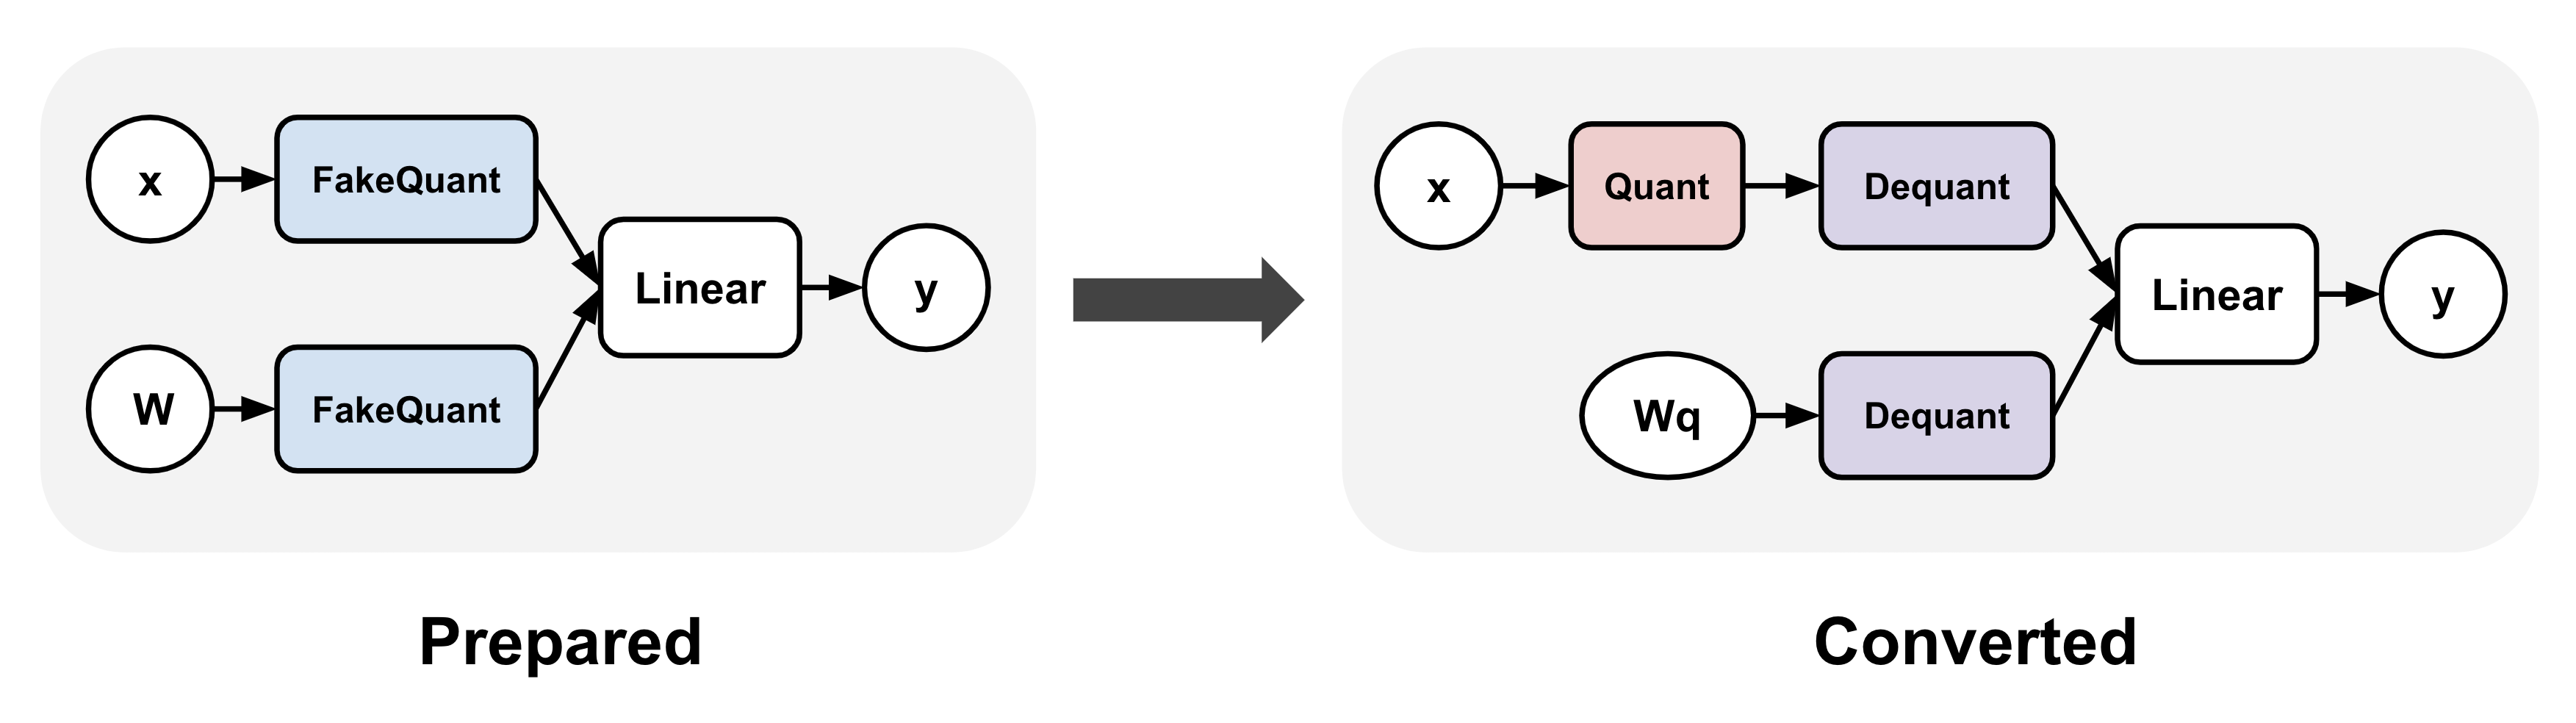 x
FakeQuant
Linear
y
W
FakeQuant
Prepared
x
Quant
Dequant
Linear
y
Wq
Dequant
Converted